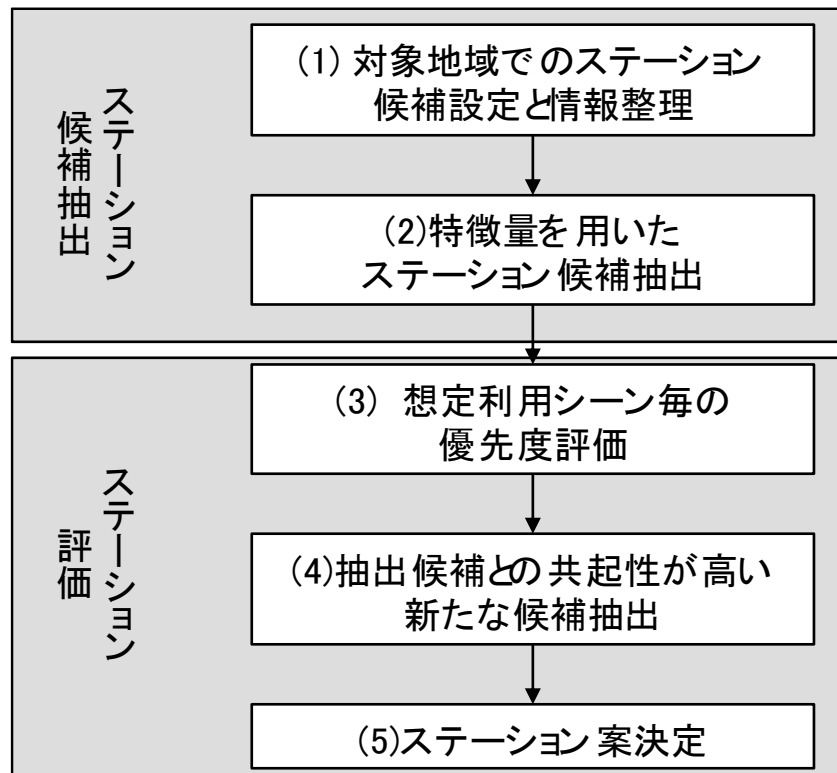 ステーション
候補抽出
(1) 対象地域でのステーション
候補設定と情報整理
(2)特徴量を用いた
ステーション候補抽出
ステーション
評価
(3) 想定利用シーン毎の
優先度評価
(4)抽出候補との共起性が高い
新たな候補抽出
(5)ステーション案決定